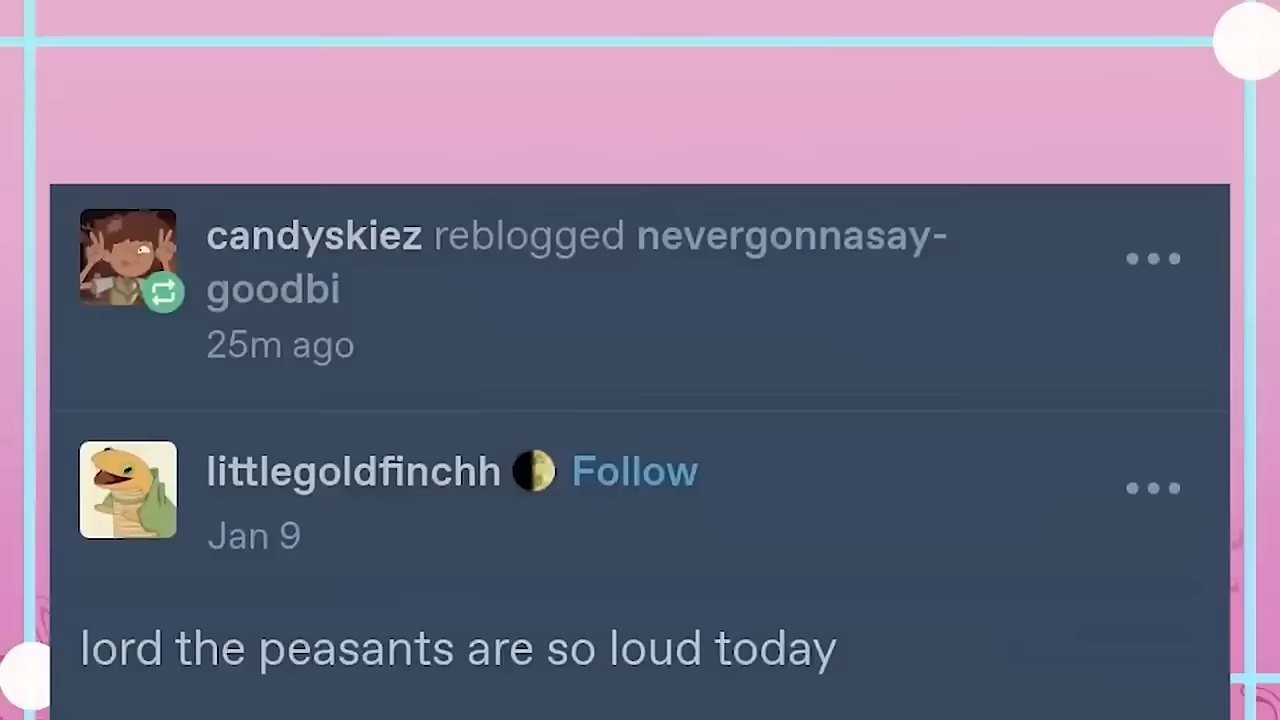 candyskiez reblogged nevergonnasay-
goodbi
25m ago
littlegoldfinchh Follow
Jan 9
lord the peasants are so loud today